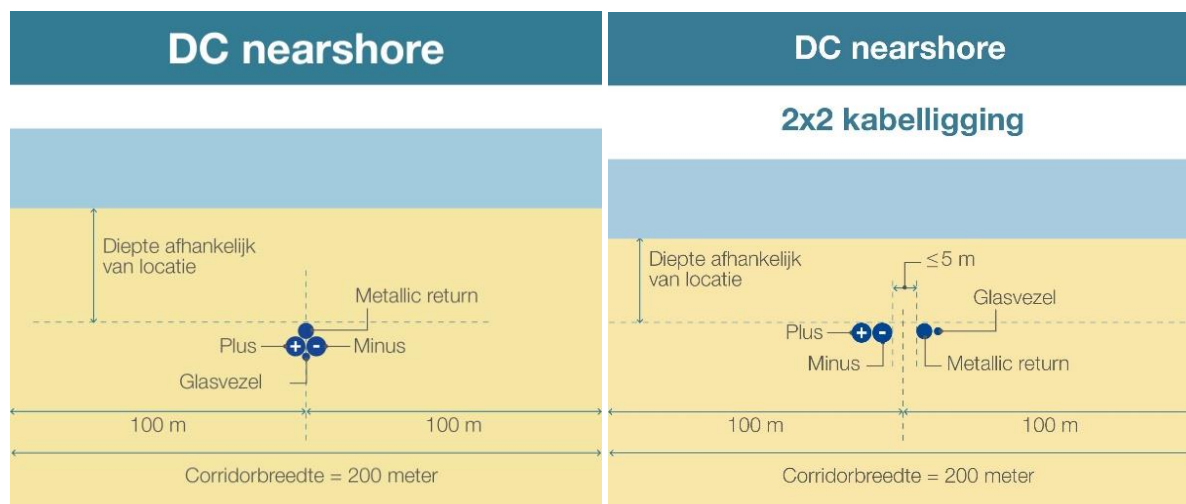 DC nearshore
Diepte afhankelijk
van locatie
Metallic return
Plus
+
-
Minus
Glasvezel
100 m
100 m
Corridorbreedte = 200 meter
DC nearshore
2x2 kabelligging
Diepte afhankelijk
van locatie
≤5 m
Glasvezel
Plus
+
-
Minus
Metallic return
100 m
100 m
Corridorbreedte = 200 meter